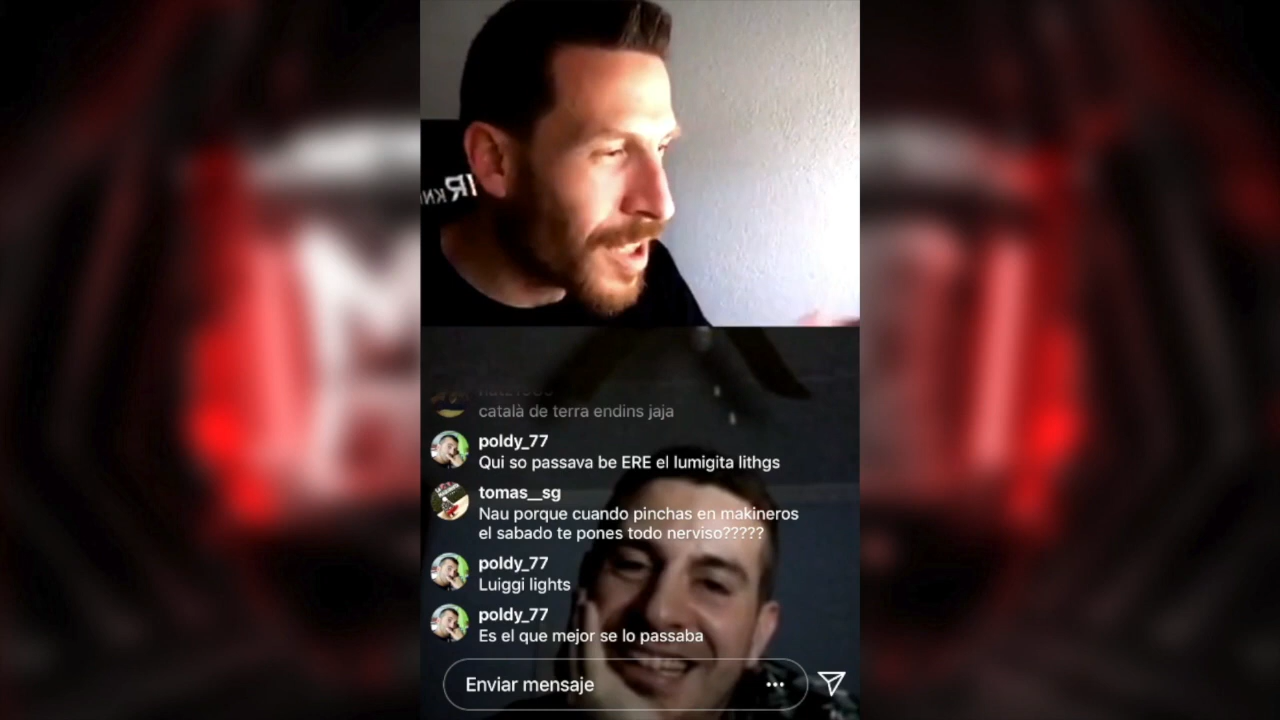 català de terra endins jaja
poldy_77
Qui so passava be ERE el lumigita lithgs
tomas__sg
Nau porque cuando pinchas en makineros
el sabado te pones todo nerviso?????
poldy_77
Luiggi lights
poldy_77
Es el que mejor se lo passaba
Enviar mensaje